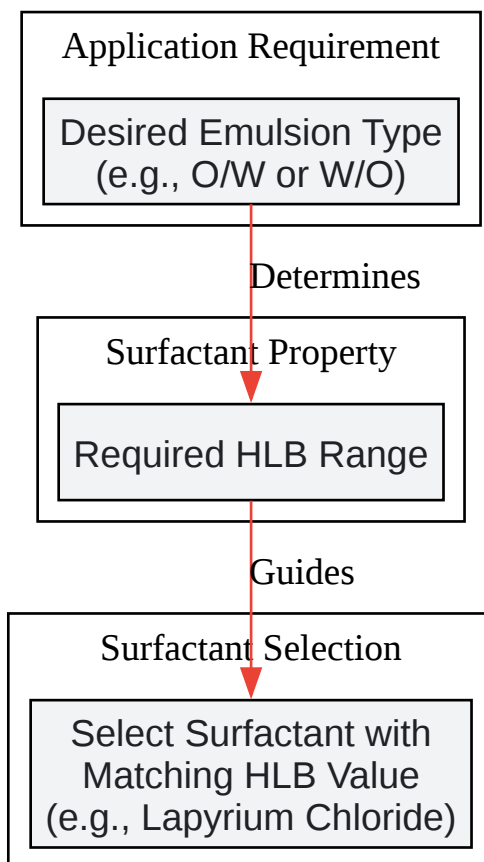 Application Requirement
Desired Emulsion Type
(e.g., O/W or W/O)
Determines
Surfactant Property
Required HLB Range
Guides
Surfactant Selection
Select Surfactant with
Matching HLB Value
(e.g., Lapyrium Chloride)